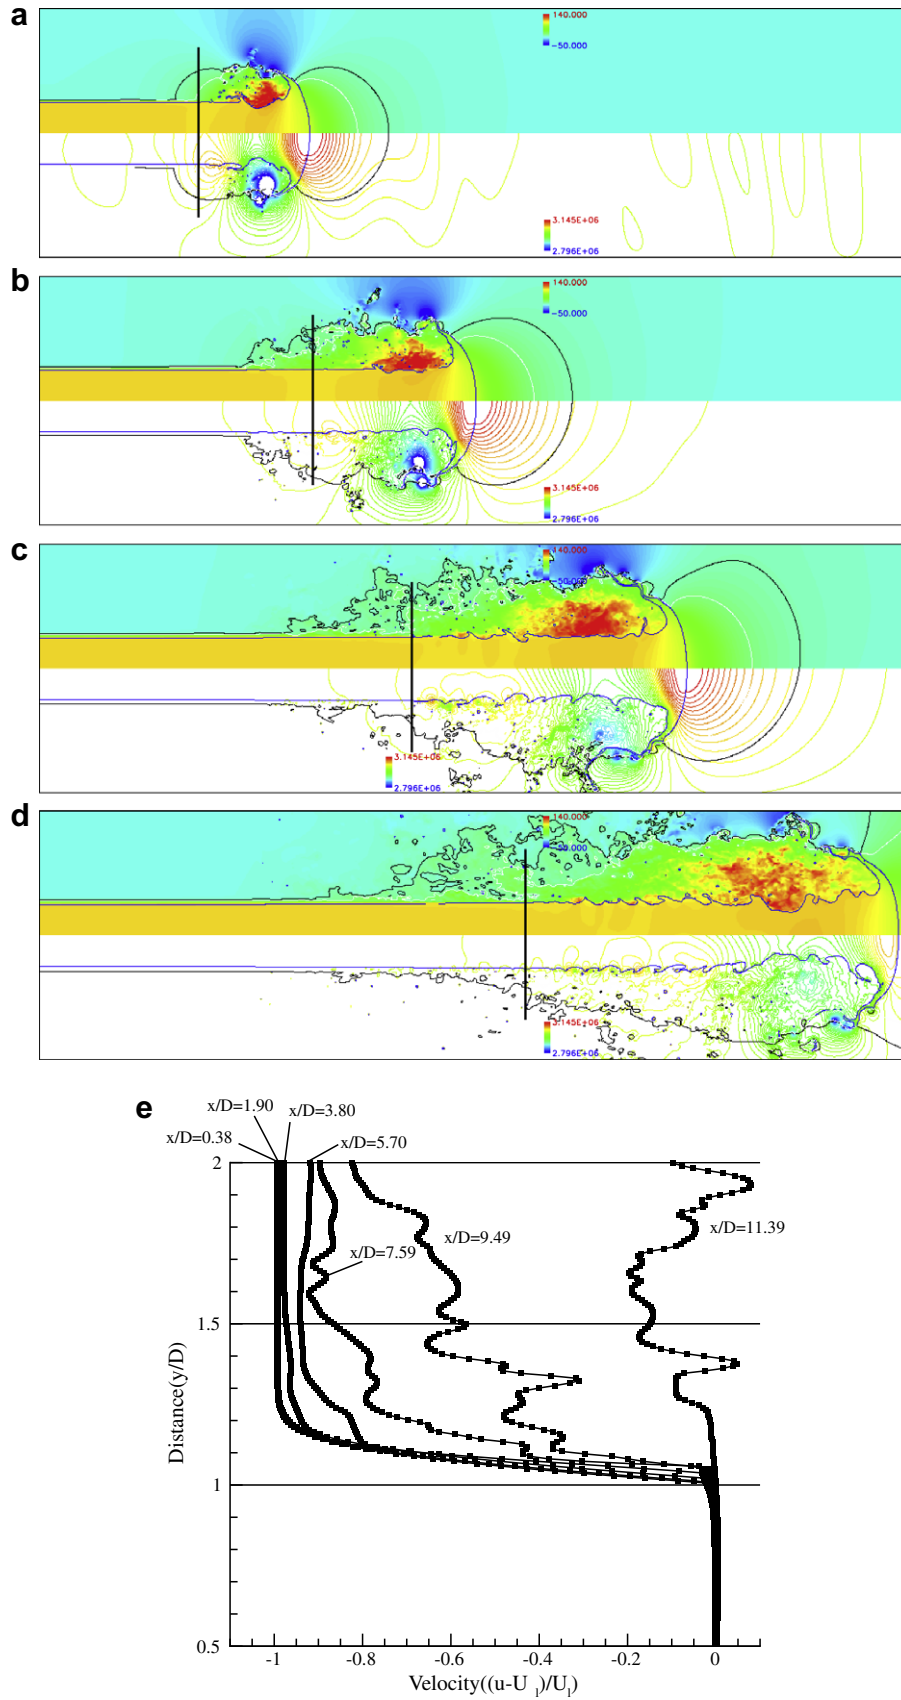 a
140.000
-50.000
3.145E+06
2.796E+06
b
140.000
-50.000
3.145E+06
2.796E+06
c
140.000
-50.000
3.145E+06
2.796E+06
d
140.000
-50.000
3.145E+06
2.796E+06
e
x/D=1.90
x/D=3.80
x/D=0.38
x/D=5.70
2
x/D=11.39
x/D=9.49
x/D=7.59
1.5
Distance(y/D)
1
0.5
-1 -0.8 -0.6 -0.4 -0.2 0
Velocity((u-U_l)/U_l)